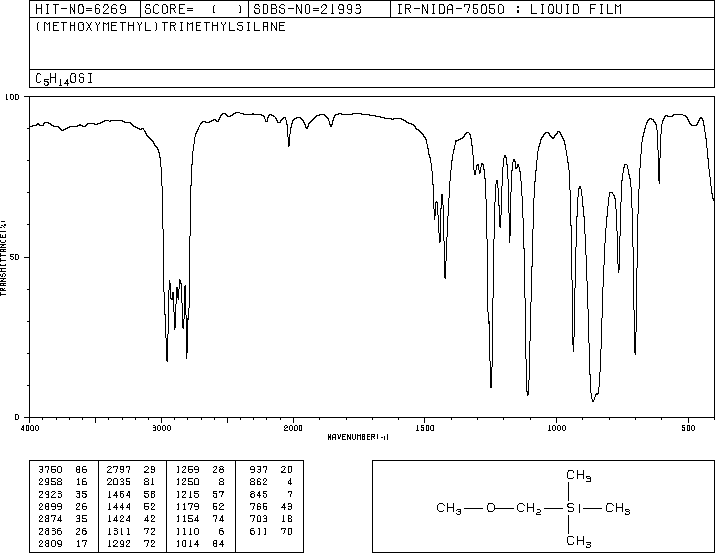 HIT-NO=6269 SCORE= ( ) SDBS-NO=21993 IR-NIDA-75050 : LIQUID FILM
(METHOXYMETHYL)TRIMETHYLSILANE
C5H14OSI
100
50
0
TRANSMITTANCE(%)
4000 3000 2000 1500 1000 500
WAVENUMBER(-1)
3760 86 2797 29 1259 28 937 20
2958 16 2035 81 1250 8 862 4
2923 35 1464 58 1215 57 845 7
2899 26 1444 52 1179 52 766 43
2874 35 1424 42 1154 74 703 18
2836 26 1311 72 1110 6 611 70
2809 17 1292 72 1014 84
CH3
CH3—O—CH2—SI—CH3
CH3